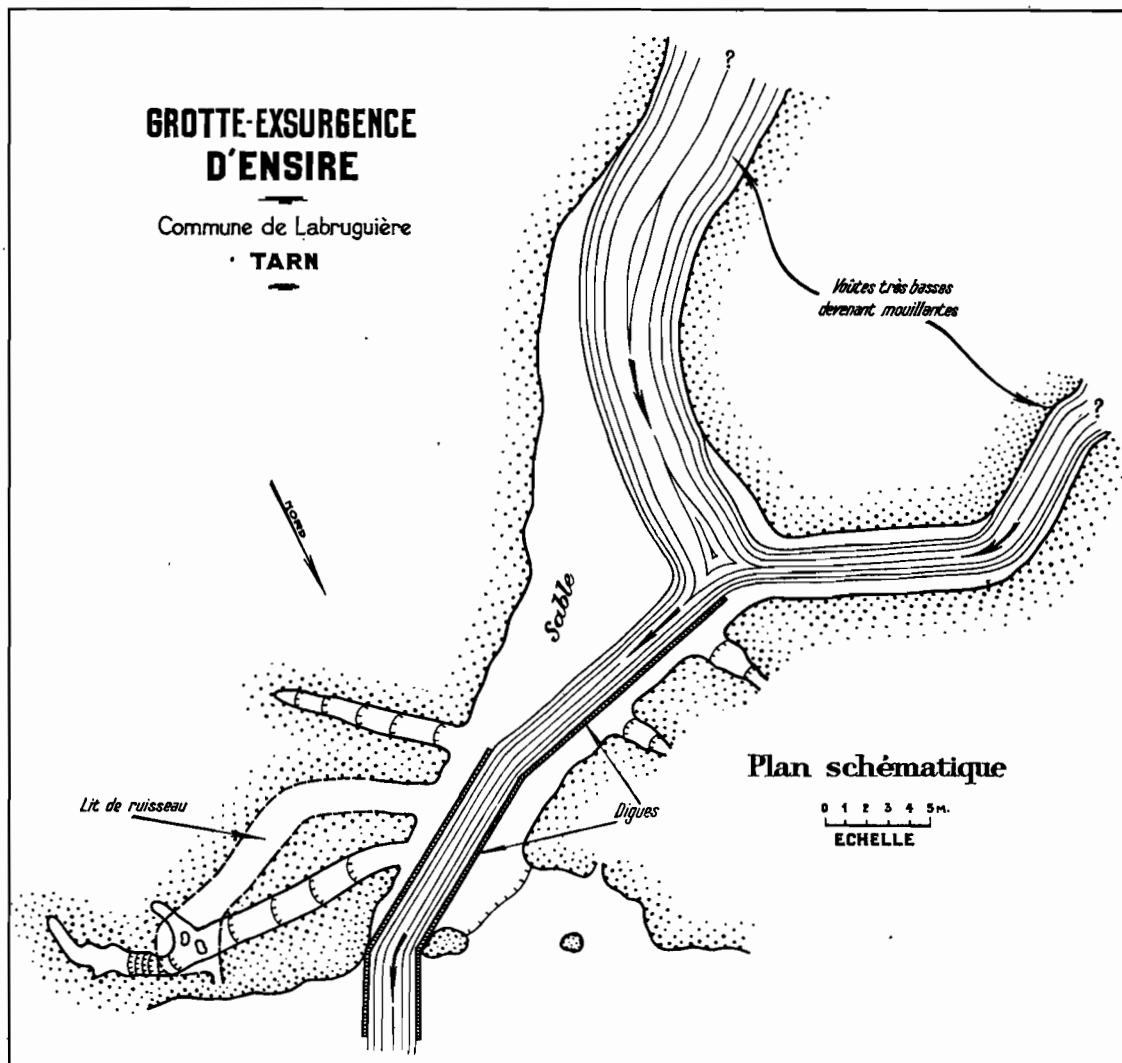 GROTTE-EXSURGENCE
D'ENSIRE
Commune de Labruguière
TARN
?
Voûtes très basses
devenant mouillantes
?
NORD
Sable
Plan schématique
0 1 2 3 4 5 M.
ECHELLE
Lit de ruisseau
Digues